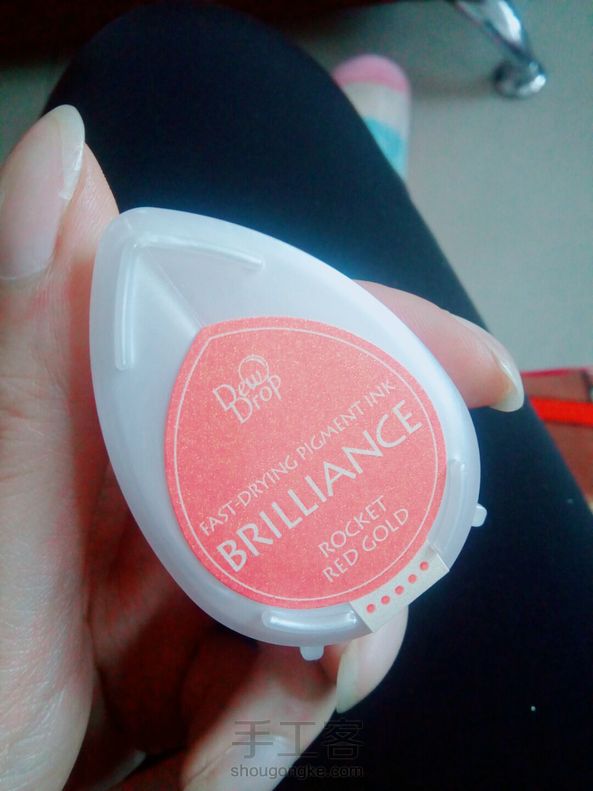 Dew
Drop
FAST-DRYING PIGMENT INK
BRILLIANCE
ROCKET
RED GOLD
手工客
shougongke.com